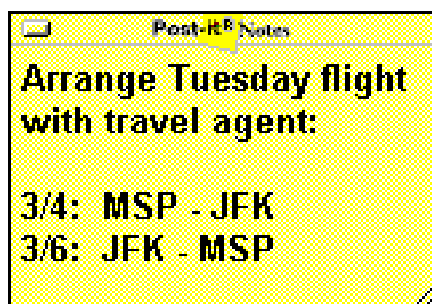 Post-it® Notes
Arrange Tuesday flight
with travel agent:
3/4: MSP - JFK
3/6: JFK - MSP